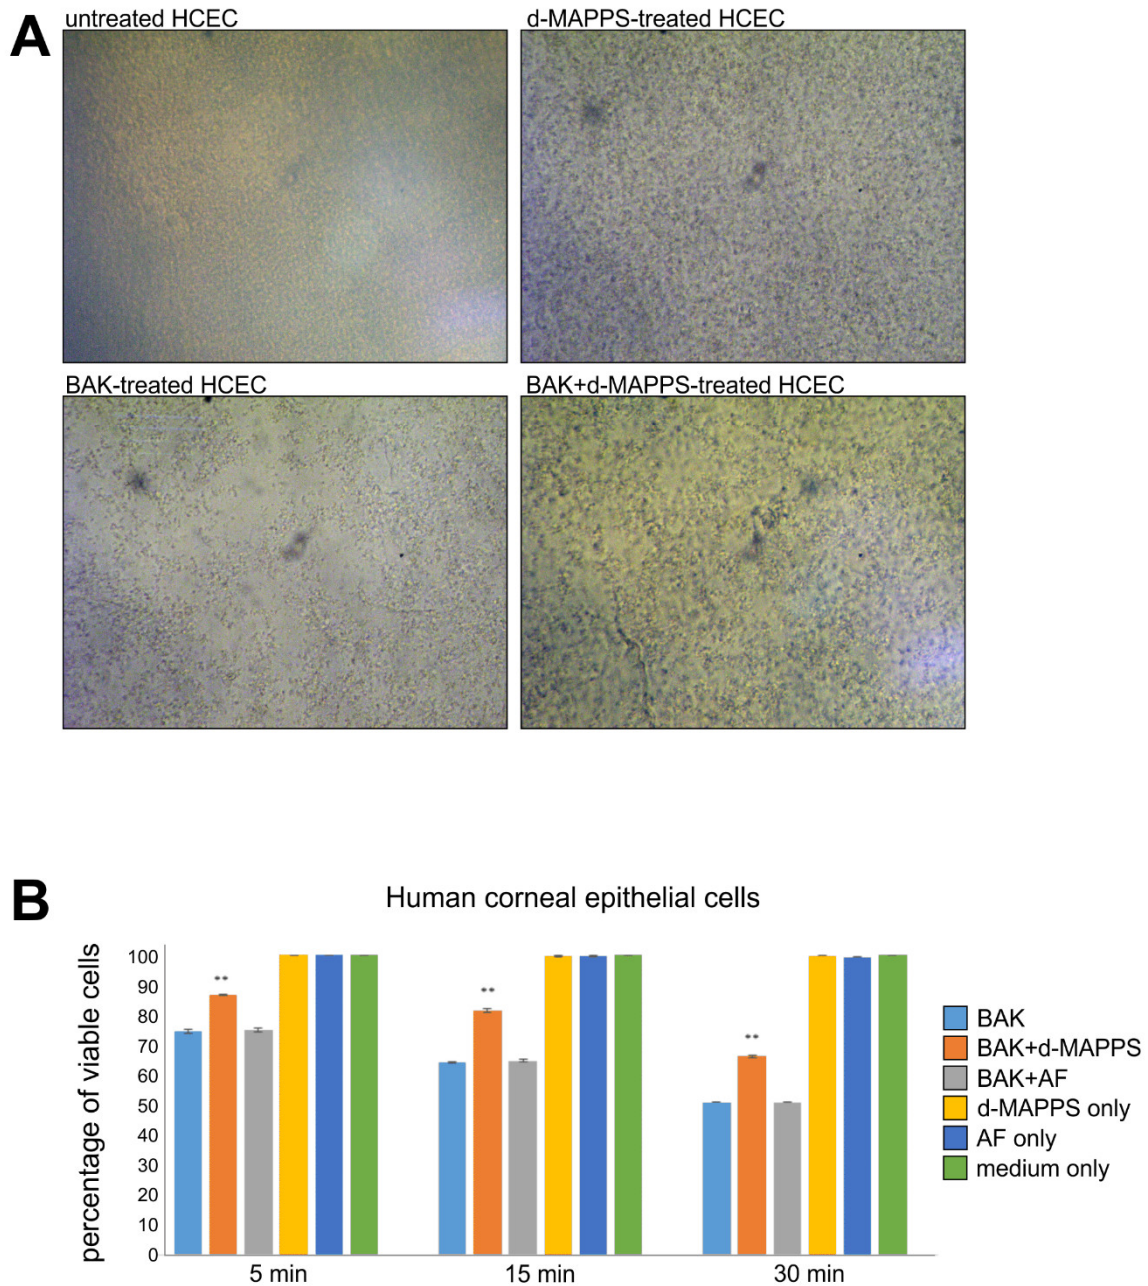 A
untreated HCEC
d-MAPPS-treated HCEC
BAK-treated HCEC
BAK+d-MAPPS-treated HCEC
B
Human corneal epithelial cells
percentage of viable cells
100
90
80
70
60
50
40
30
20
10
0
**
**
**
5 min
15 min
30 min
BAK
BAK+d-MAPPS
BAK+AF
d-MAPPS only
AF only
medium only